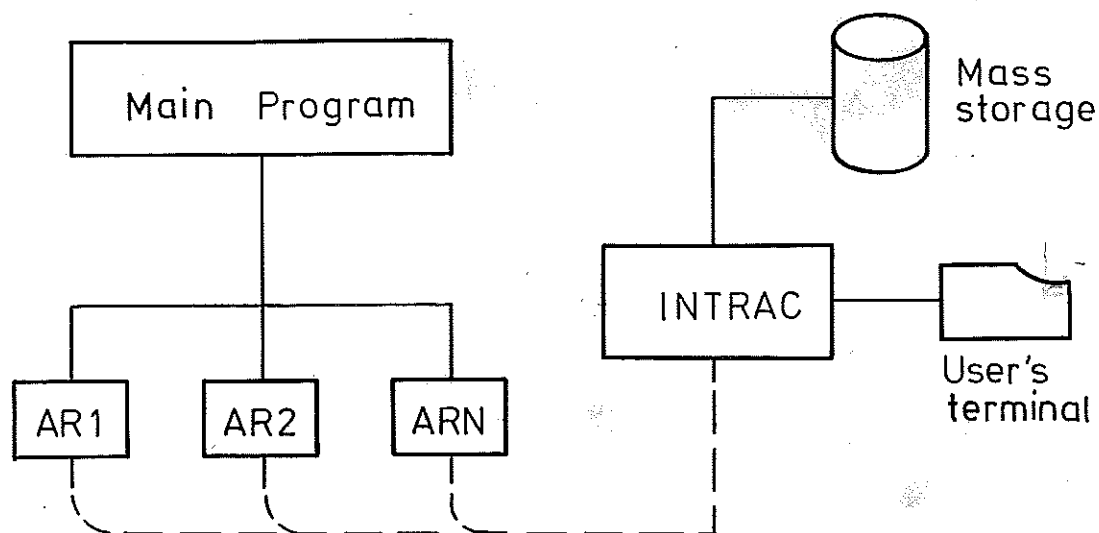 Main Program
Mass
storage
INTRAC
User's
terminal
AR1
AR2
ARN